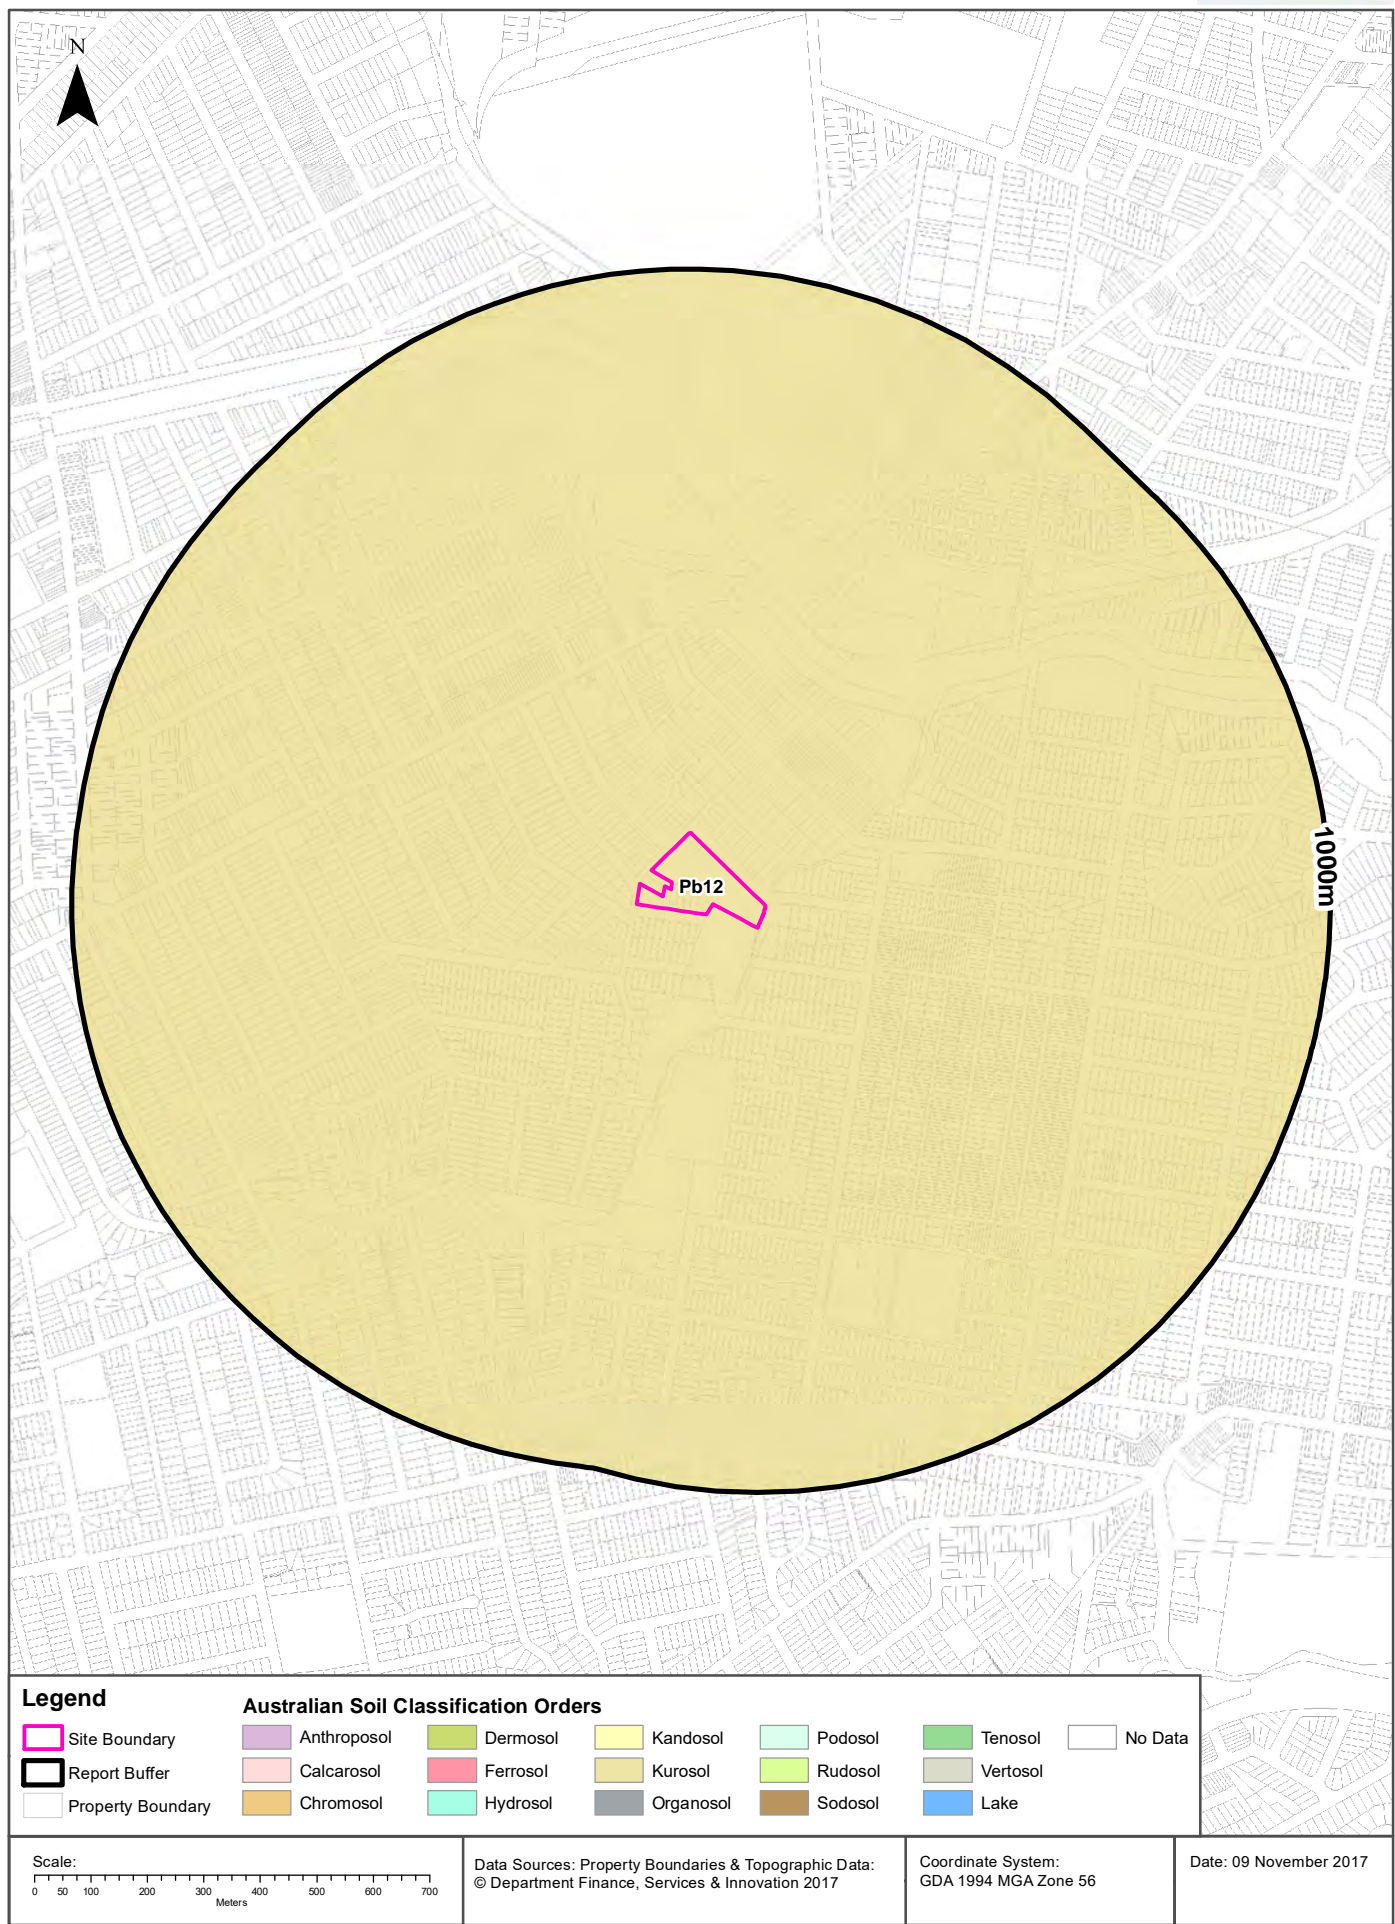 N
Pb12
1000m
Legend
Site Boundary
Report Buffer
Property Boundary
Australian Soil Classification Orders
Anthroposol
Calcarosol
Chromosol
Dermosol
Ferrosol
Hydrosol
Kandosol
Kurosol
Organosol
Podosol
Rudosol
Sodosol
Tenosol
Vertosol
Lake
No Data
Scale:
0 50 100 200 300 400 500 600 700
Meters
Data Sources: Property Boundaries & Topographic Data:
© Department Finance, Services & Innovation 2017
Coordinate System:
GDA 1994 MGA Zone 56
Date: 09 November 2017